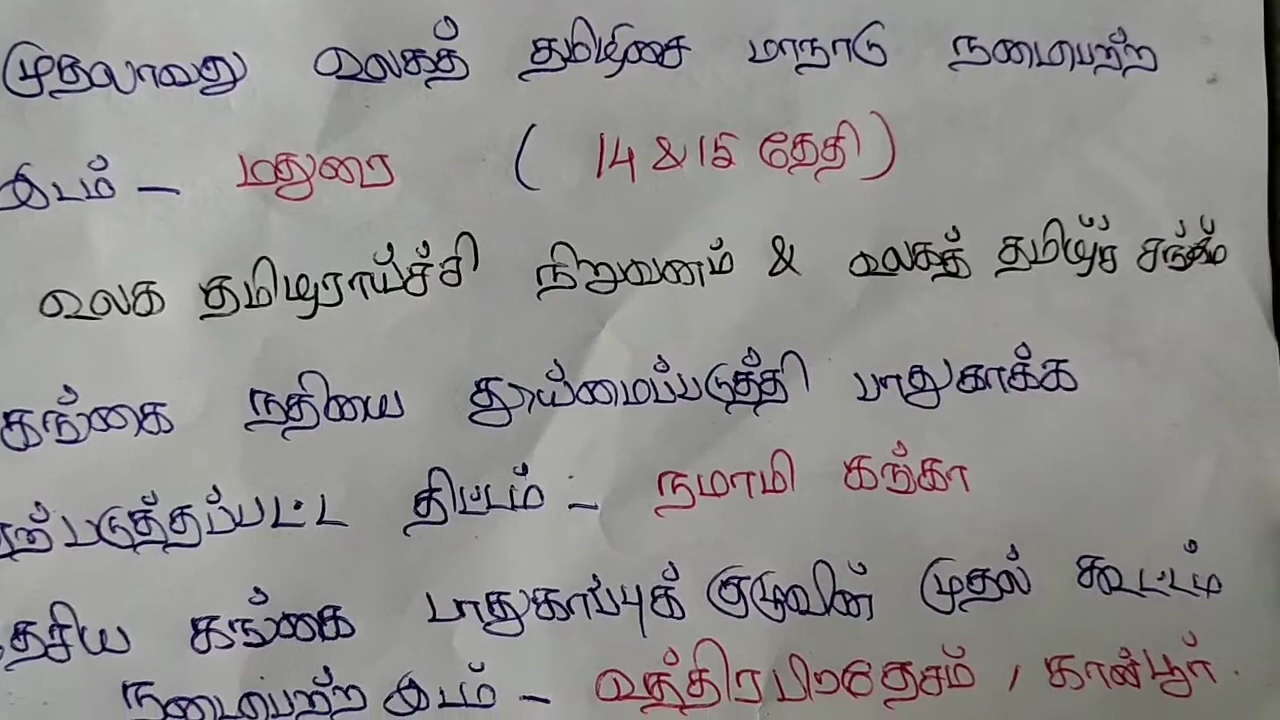 முதலாவது உலகத் தமிழிசை மாநாடு நடைபெற்ற
இடம் - மதுரை ( 14 & 15 தேதி )
உலக தமிழராய்ச்சி நிறுவனம் & உலகத் தமிழ்ச் சங்கம்
கங்கை நதியை தூய்மைப்படுத்தி பாதுகாக்க
ஏற்படுத்தப்பட்ட திட்டம் - நமாமி கங்கா
தேசிய கங்கை பாதுகாப்புக் குழுவின் முதல் கூட்டம்
நடைபெற்ற இடம் - உத்திரபிரதேசம் , கான்பூர் .